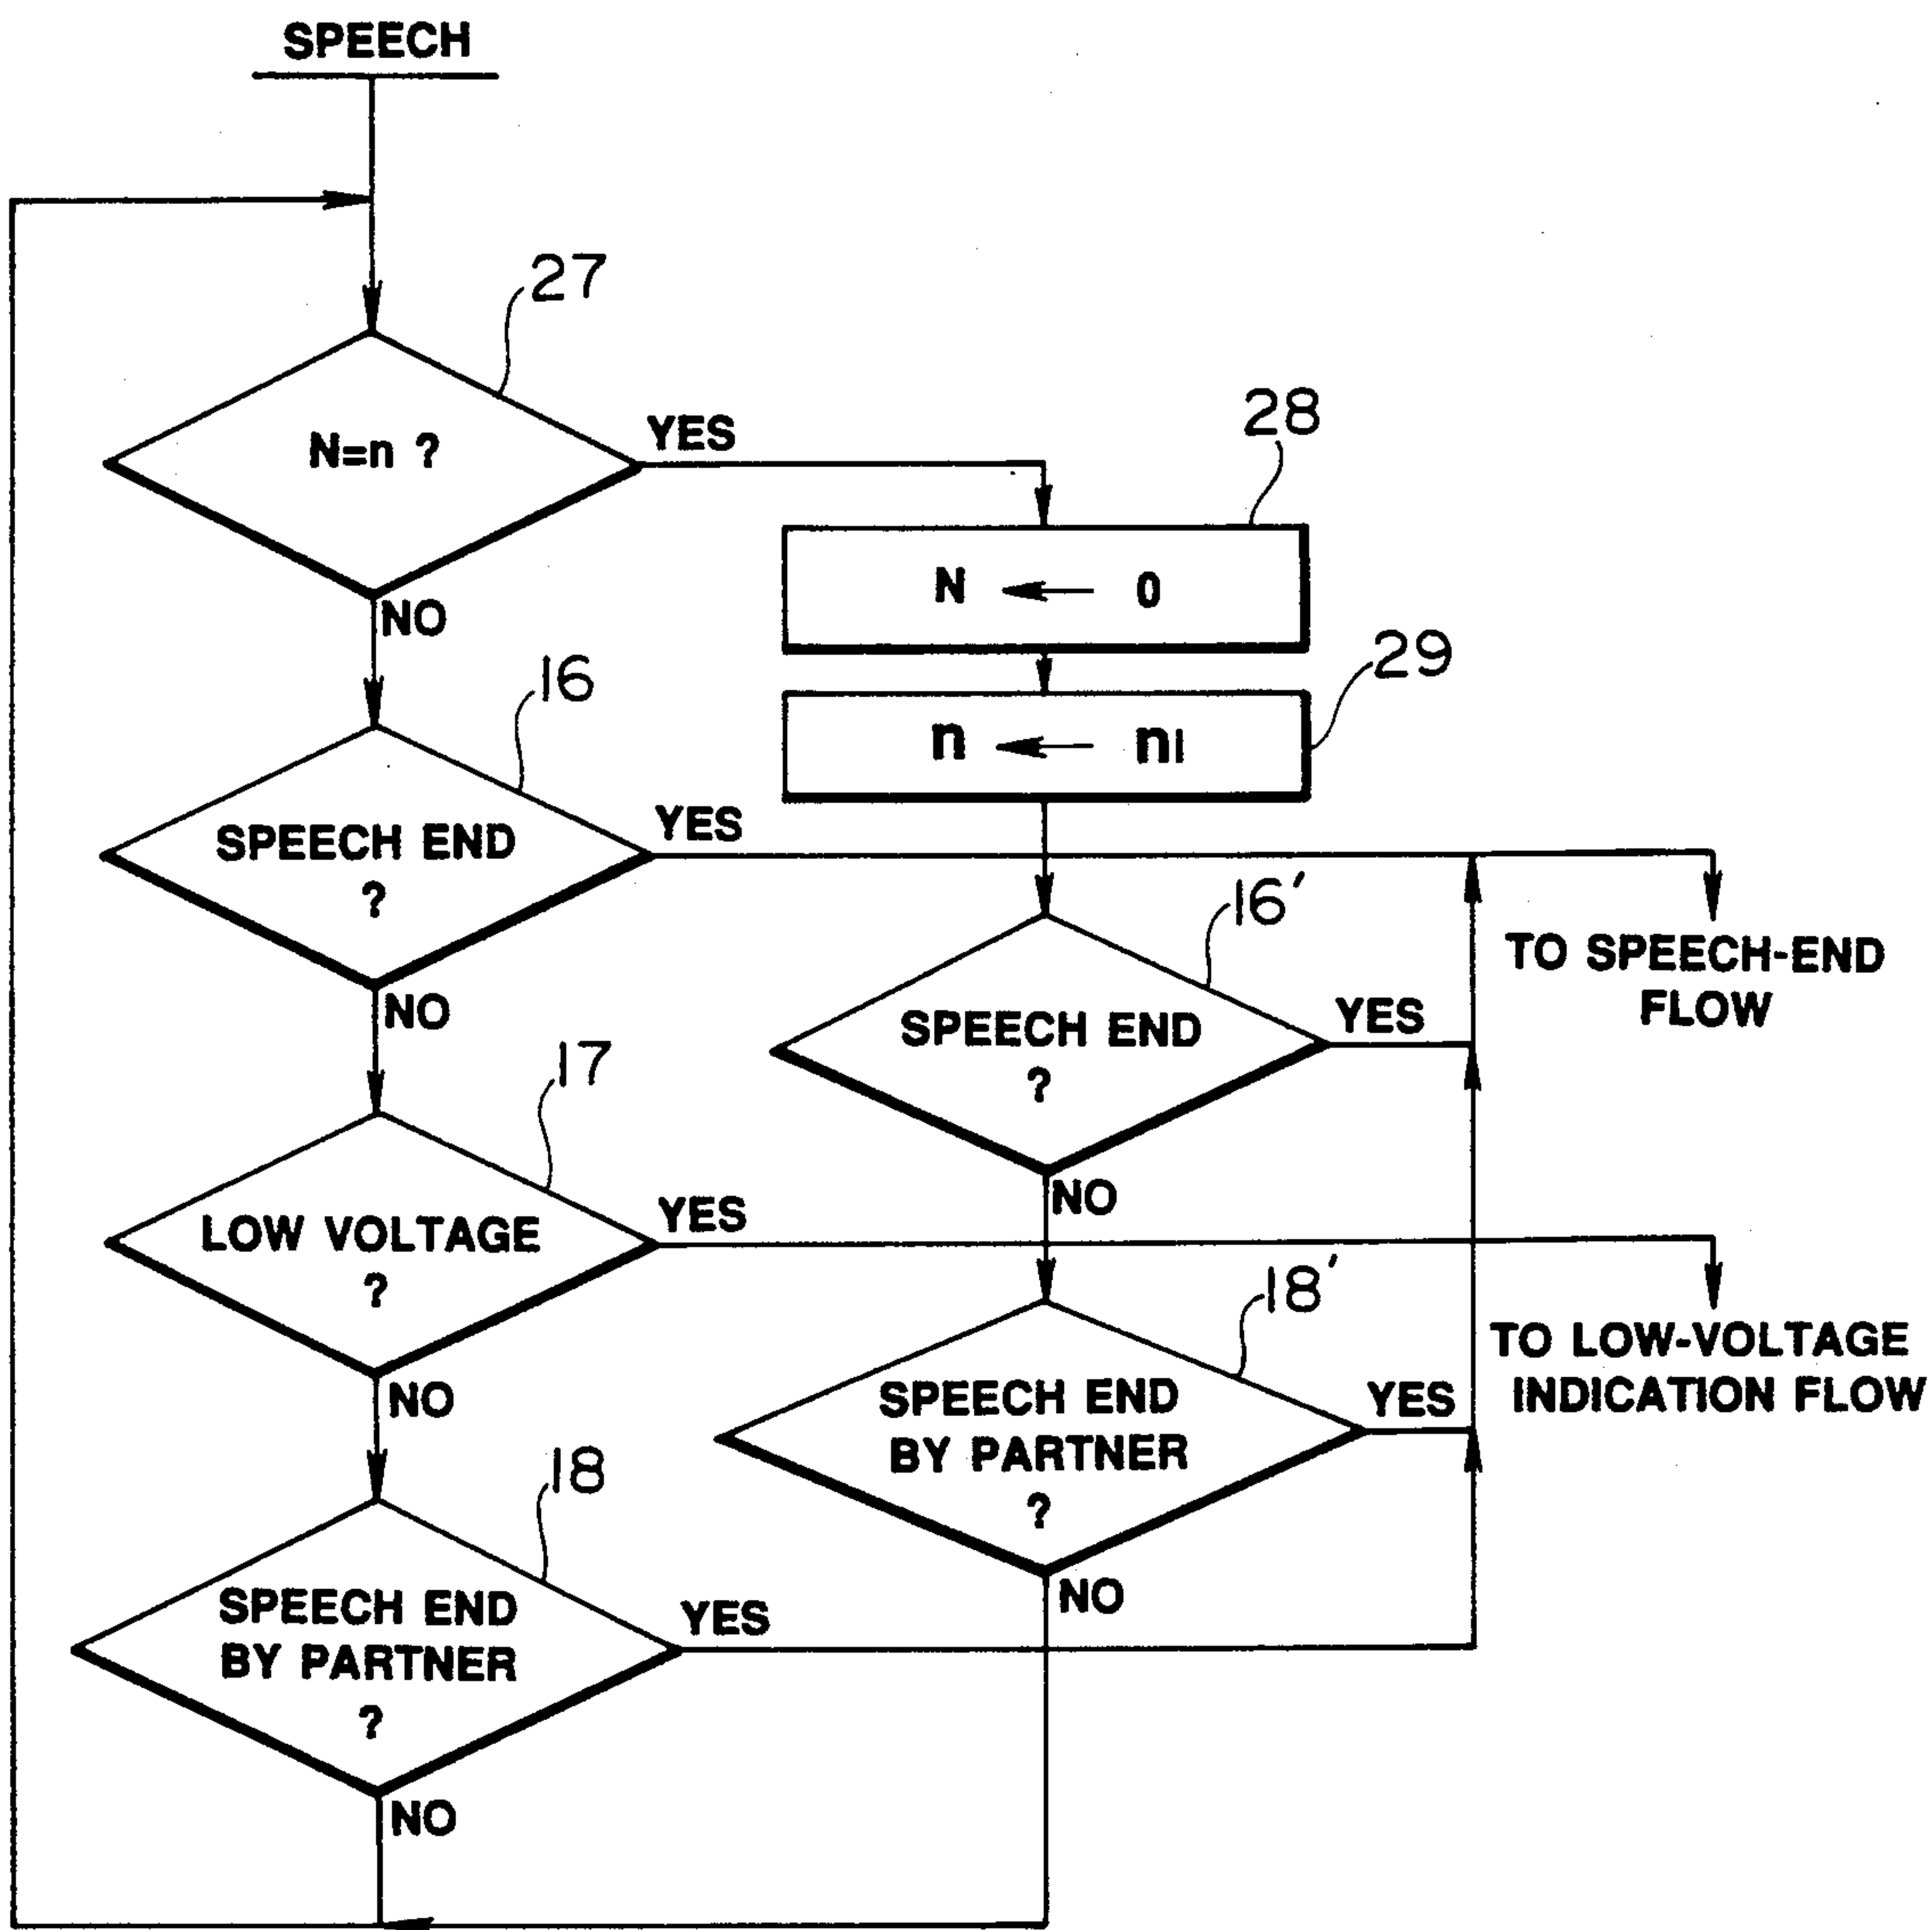 SPEECH
27
N=n ?
YES
NO
28
N ← 0
29
n ← n1
16
SPEECH END
?
YES
NO
16′
SPEECH END
?
YES
NO
TO SPEECH-END
FLOW
17
LOW VOLTAGE
?
YES
NO
18′
SPEECH END
BY PARTNER
?
YES
NO
TO LOW-VOLTAGE
INDICATION FLOW
18
SPEECH END
BY PARTNER
?
YES
NO